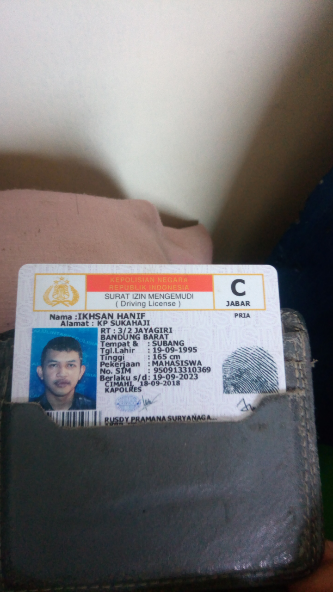 KEPOLISIAN NEGARA
REPUBLIK INDONESIA
SURAT IZIN MENGEMUDI
( Driving License )
C
JABAR
PRIA
Nama : IKHSAN HANIF
Alamat : KP SUKAHAJI
RT : 3/2 JAYAGIRI
BANDUNG BARAT
Tempat & : SUBANG
Tgl.Lahir : 19-09-1995
Tinggi : 165 cm
Pekerjaan : MAHASISWA
No. SIM : 950913310369
Berlaku s/d : 19-09-2023
CIMAHI, 18-09-2018
KAPOLRES
RUSDY PRAMANA SURYANAGA